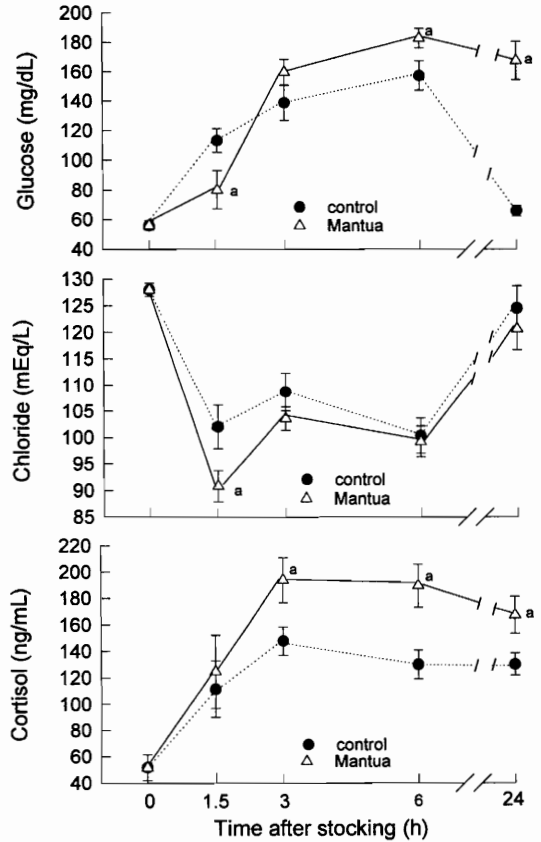 Glucose (mg/dL)
200
180
160
140
120
100
80
60
40
a
a
a
control
Mantua
Chloride (mEq/L)
130
125
120
115
110
105
100
95
90
85
a
control
Mantua
Cortisol (ng/mL)
220
200
180
160
140
120
100
80
60
40
a
a
a
control
Mantua
0 1.5 3 6 24
Time after stocking (h)